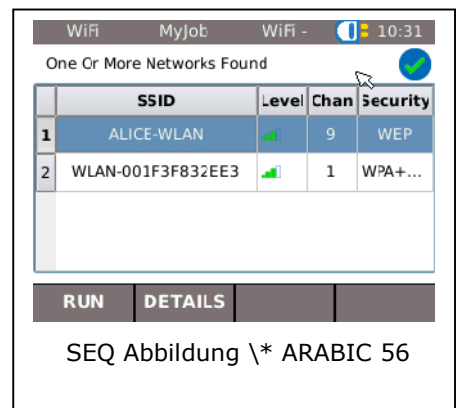 WiFi MyJob WiFi - 10:31
One Or More Networks Found
SSID Level Chan Security
1 ALICE-WLAN 9 WEP
2 WLAN-001F3F832EE3 1 WPA+...
RUN DETAILS
SEQ Abbildung \* ARABIC 56